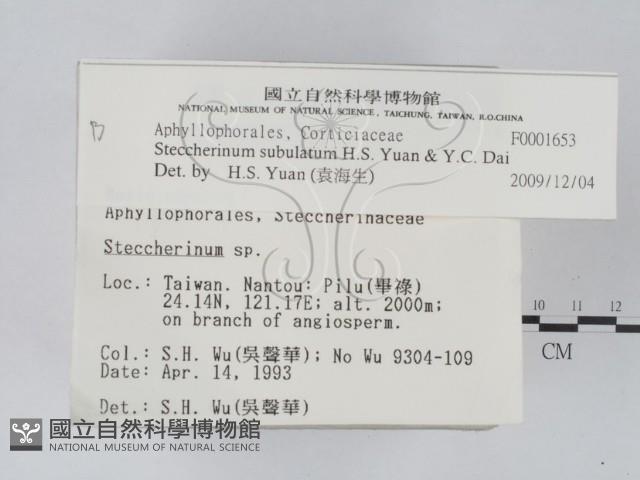 國立自然科學博物館
NATIONAL MUSEUM OF NATURAL SCIENCE, TAICHUNG, TAIWAN, R.O.CHINA
Aphyllophorales, Corticiaceae F0001653
Steccherinum subulatum H.S. Yuan & Y.C. Dai
Det. by H.S. Yuan (袁海生) 2009/12/04
Aphyllophorales, Steccherinaceae
Steccherinum sp.
Loc.: Taiwan. Nantou: Pilu(畢祿)
24.14N, 121.17E; alt. 2000m;
on branch of angiosperm.
Col.: S.H. Wu(吳聲華); No Wu 9304-109
Date: Apr. 14, 1993
Det.: S.H. Wu(吳聲華)
10 11 12
CM
國立自然科學博物館
NATIONAL MUSEUM OF NATURAL SCIENCE